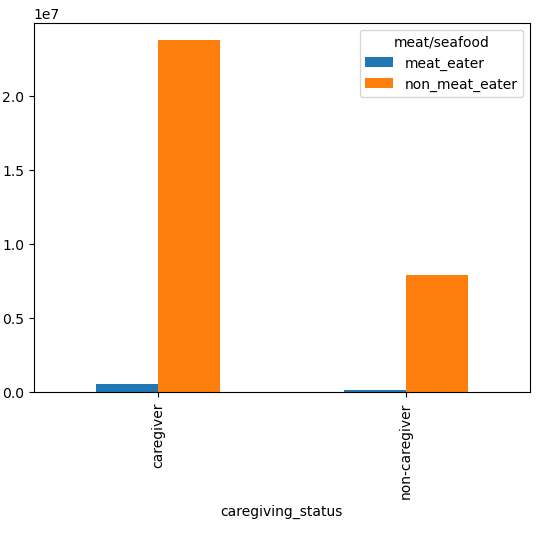 1e7
meat/seafood
meat_eater
non_meat_eater
2.0
1.5
1.0
0.5
0.0
caregiver
non-caregiver
caregiving_status